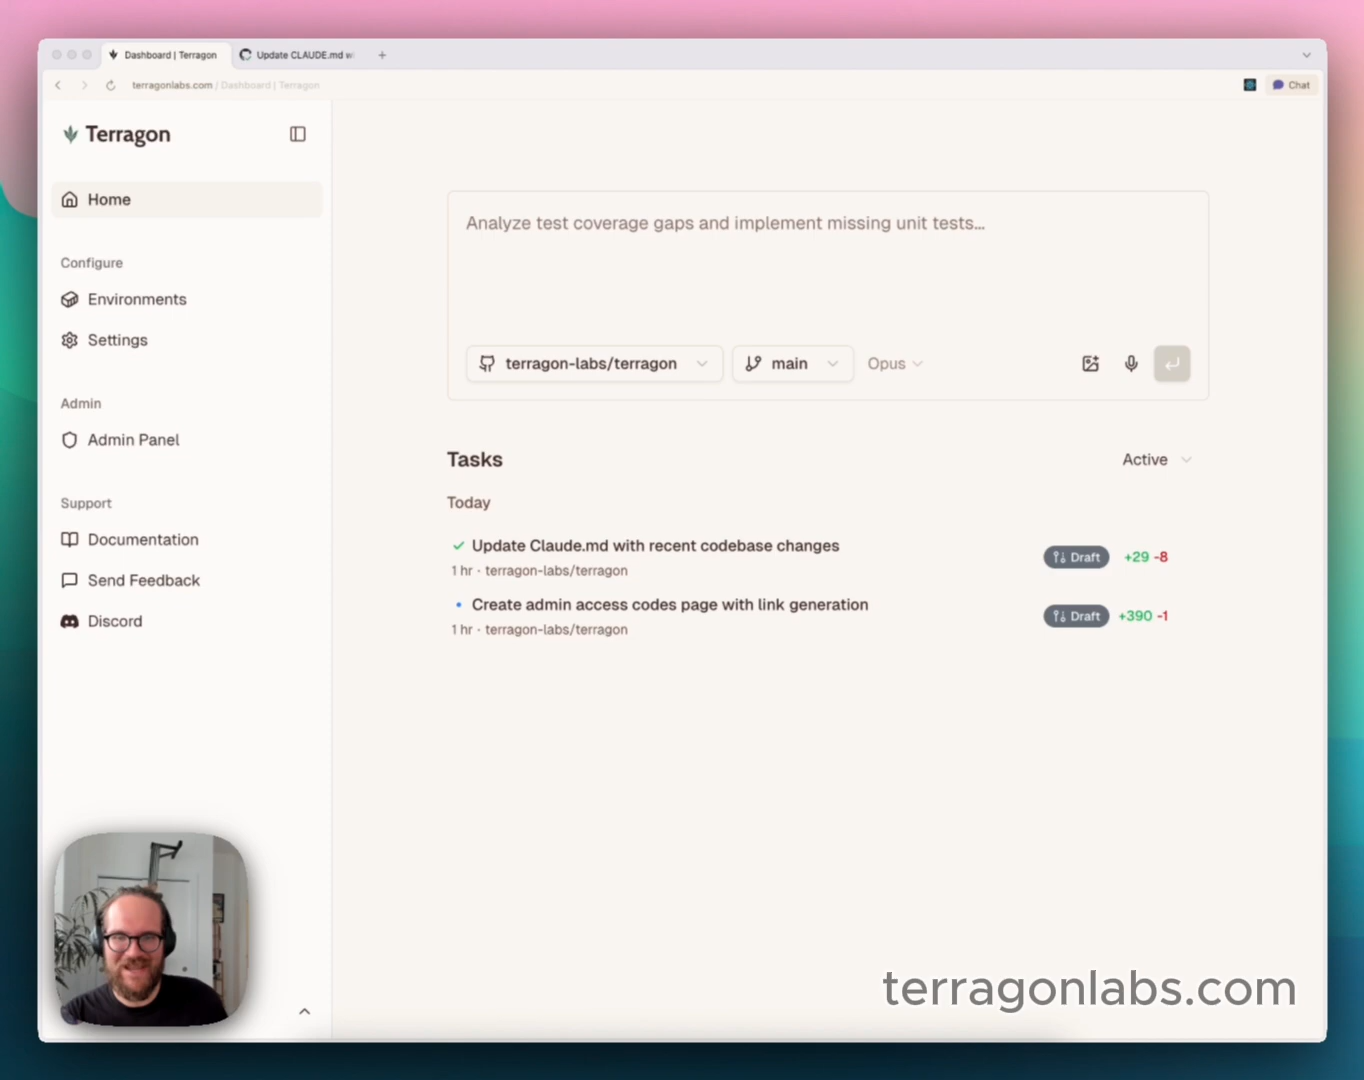 Dashboard | Terragon
Update CLAUDE.md wi
terragonlabs.com / Dashboard | Terragon
Chat
Terragon
Home
Configure
Environments
Settings
Admin
Admin Panel
Support
Documentation
Send Feedback
Discord
Analyze test coverage gaps and implement missing unit tests...
terragon-labs/terragon
main
Opus
Tasks
Active
Today
Update Claude.md with recent codebase changes
1 hr · terragon-labs/terragon
Draft
+29 -8
Create admin access codes page with link generation
1 hr · terragon-labs/terragon
Draft
+390 -1
terragonlabs.com